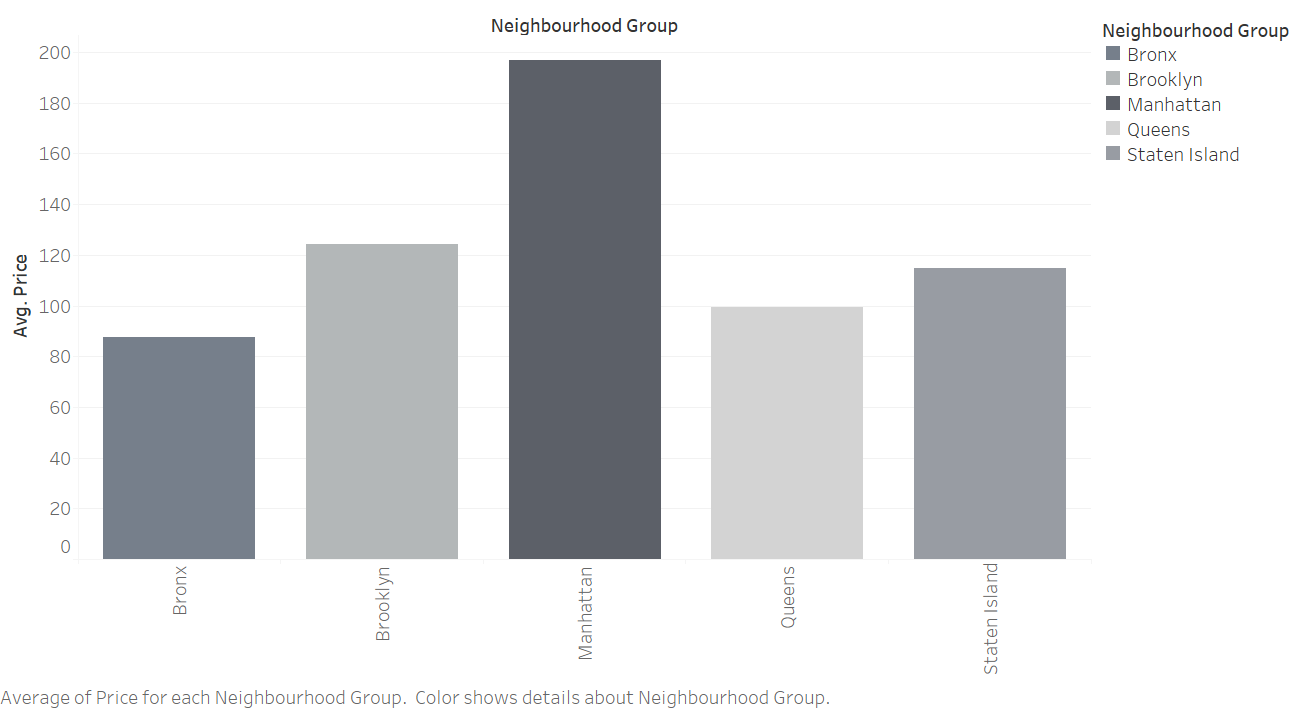 Neighbourhood Group
200
180
160
140
120
100
80
60
40
20
0
Avg. Price
Bronx
Brooklyn
Manhattan
Queens
Staten Island
Neighbourhood Group
Bronx
Brooklyn
Manhattan
Queens
Staten Island
Average of Price for each Neighbourhood Group.  Color shows details about Neighbourhood Group.